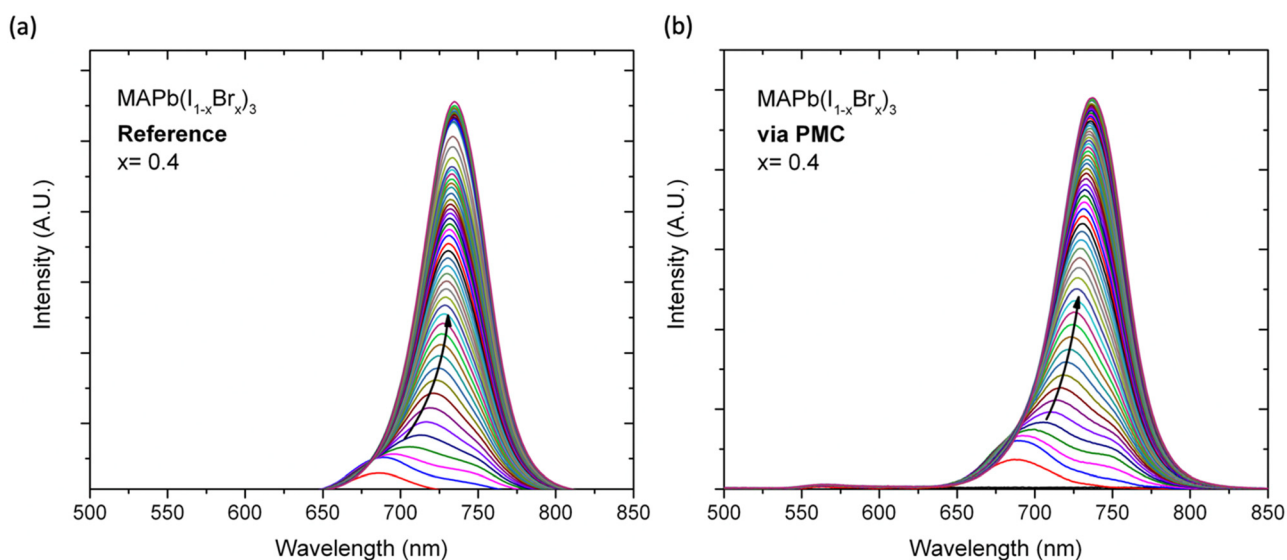 (a)
MAPb(I₁₋ₓBrₓ)₃
Reference
x= 0.4
Intensity (A.U.)
500 550 600 650 700 750 800 850
Wavelength (nm)
(b)
MAPb(I₁₋ₓBrₓ)₃
via PMC
x= 0.4
Intensity (A.U.)
500 550 600 650 700 750 800 850
Wavelength (nm)